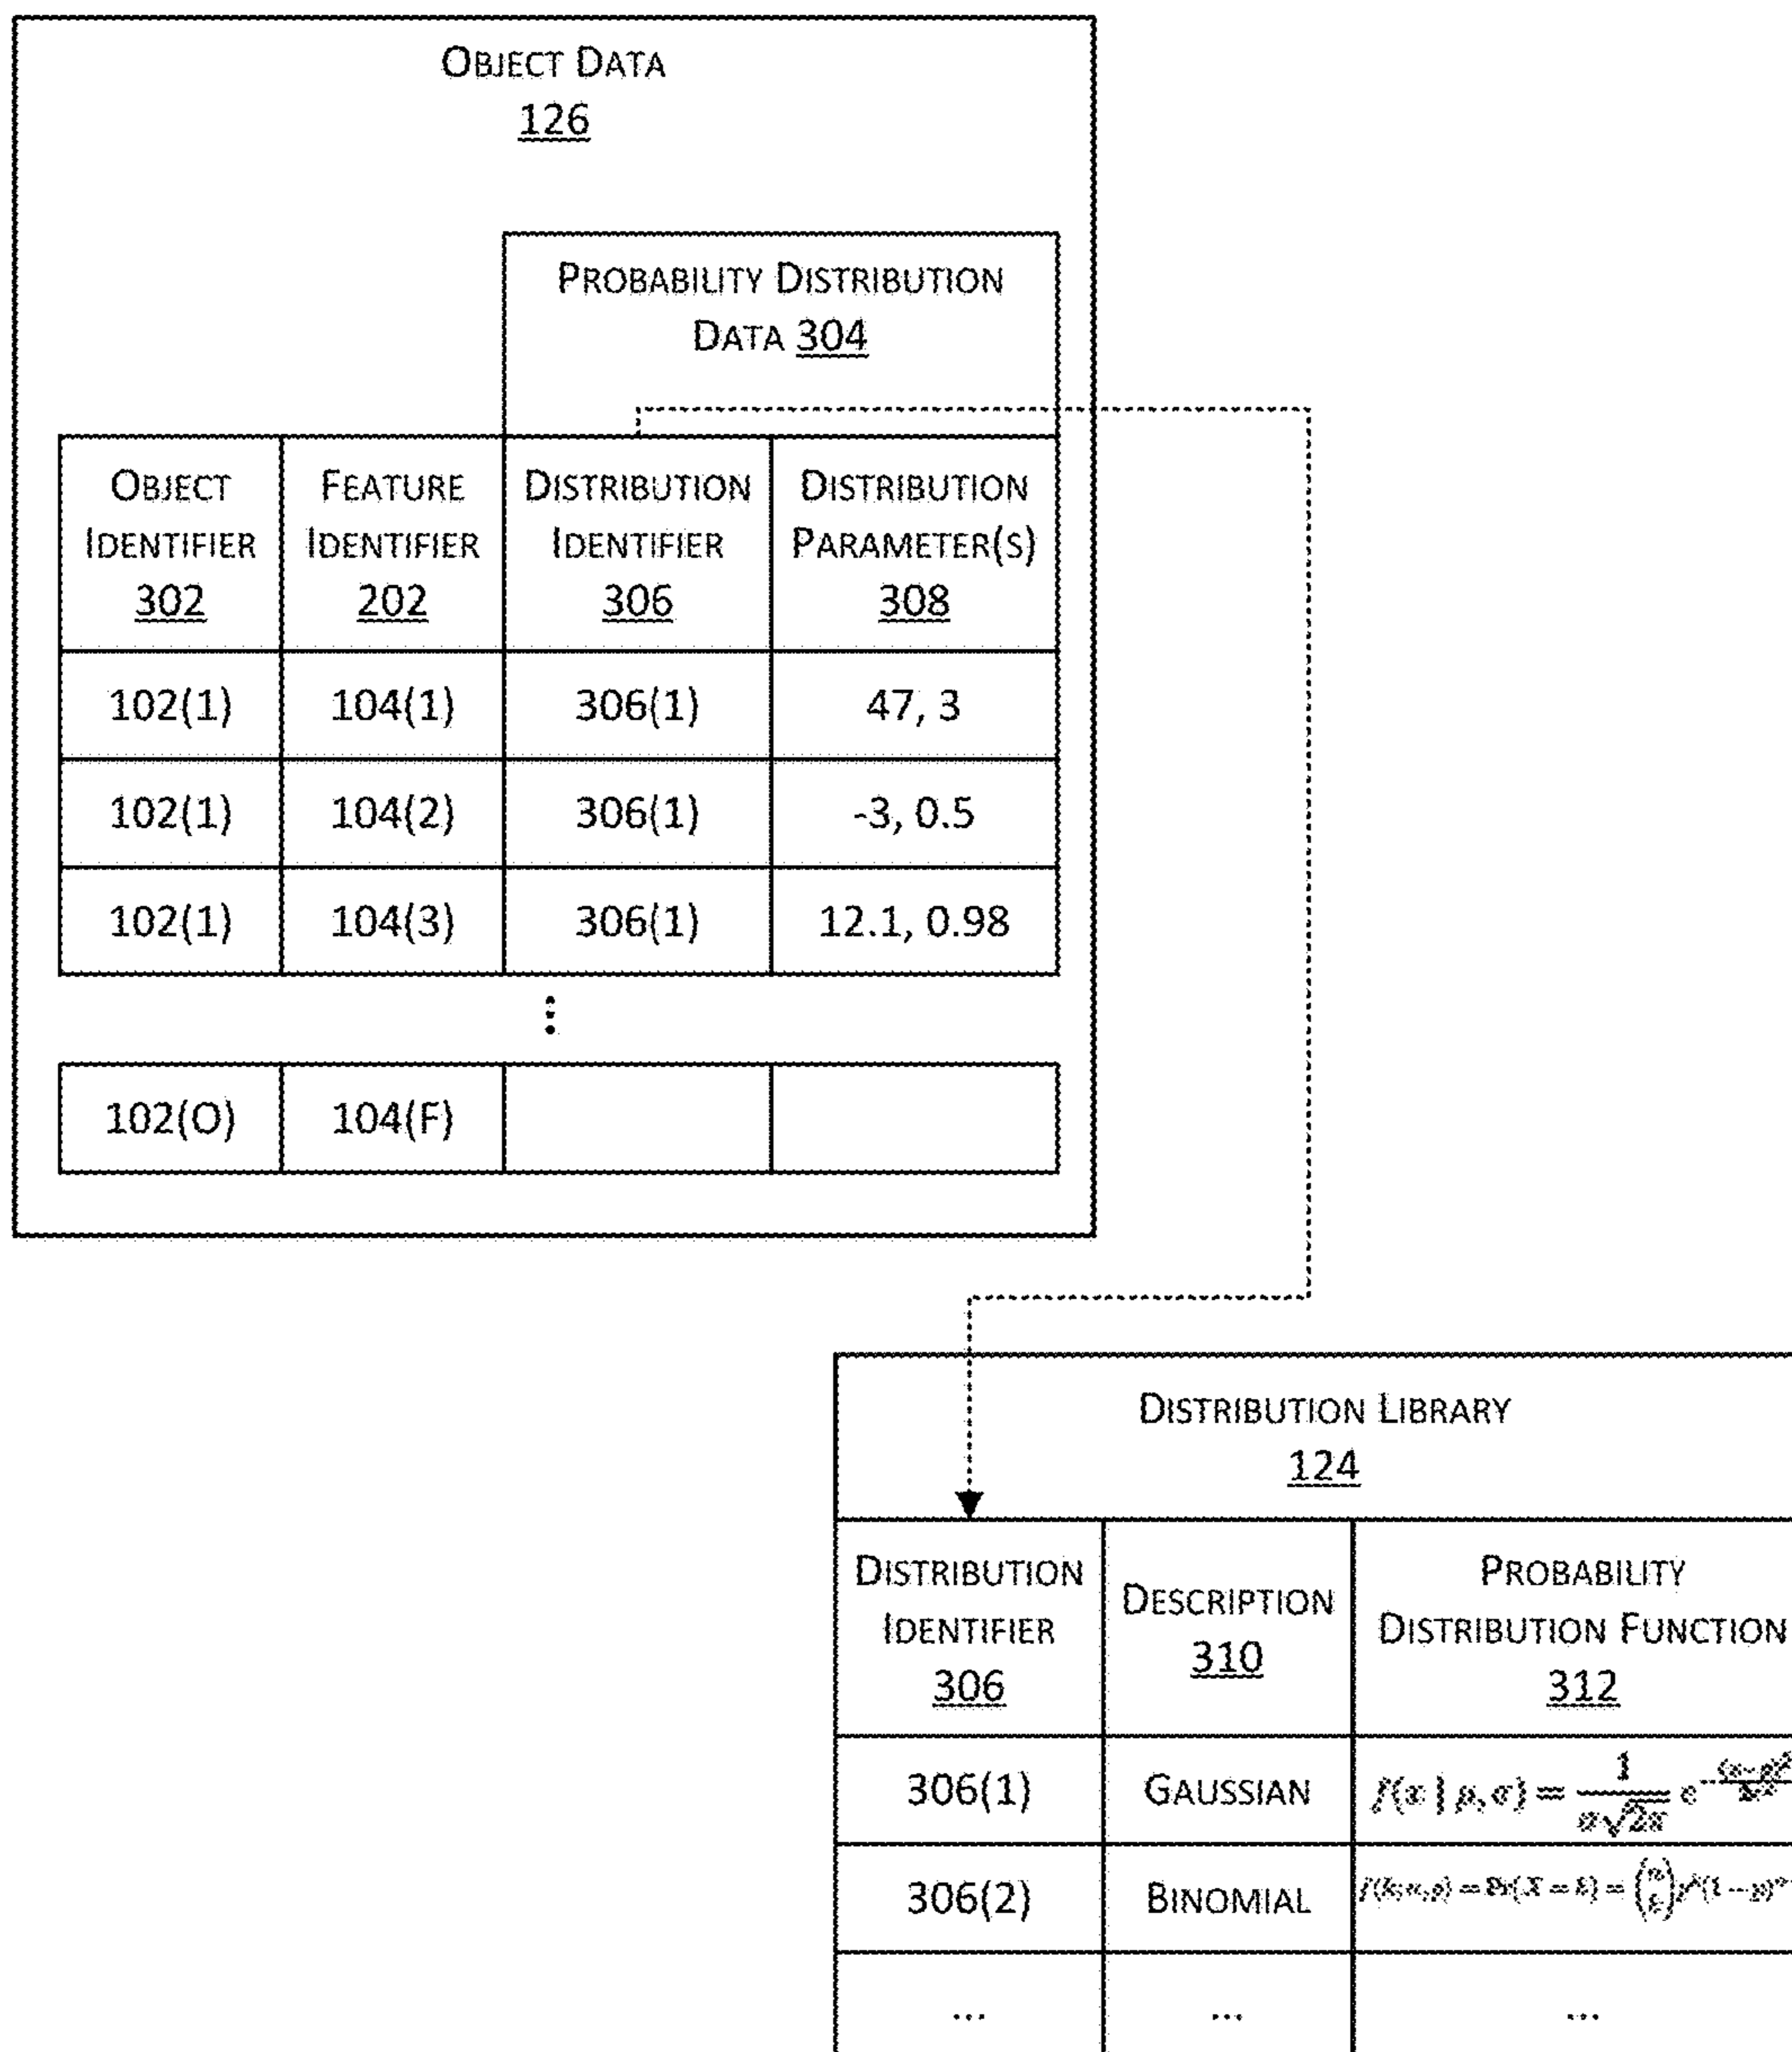 OBJECT DATA
126
PROBABILITY DISTRIBUTION
DATA 304
OBJECT IDENTIFIER 302
FEATURE IDENTIFIER 202
DISTRIBUTION IDENTIFIER 306
DISTRIBUTION PARAMETER(S) 308
102(1) 104(1) 306(1) 47, 3
102(1) 104(2) 306(1) -3, 0.5
102(1) 104(3) 306(1) 12.1, 0.98
⋮
102(O) 104(F)
DISTRIBUTION LIBRARY
124
DISTRIBUTION IDENTIFIER 306
DESCRIPTION 310
PROBABILITY DISTRIBUTION FUNCTION 312
306(1) GAUSSIAN f(x | μ, σ) = 1/(σ√2π) e
306(2) BINOMIAL
... ... ...